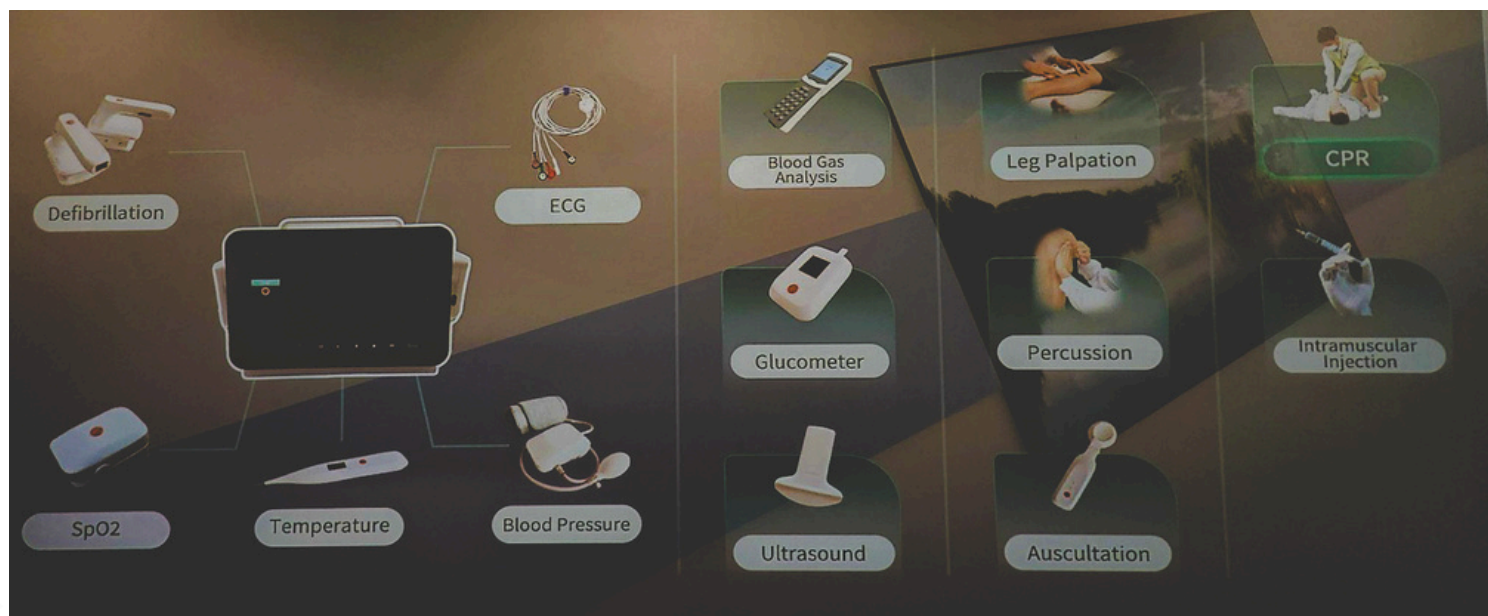 Defibrillation
ECG
SpO2
Temperature
Blood Pressure
Blood Gas
Analysis
Glucometer
Ultrasound
Leg Palpation
Percussion
Auscultation
CPR
Intramuscular
Injection